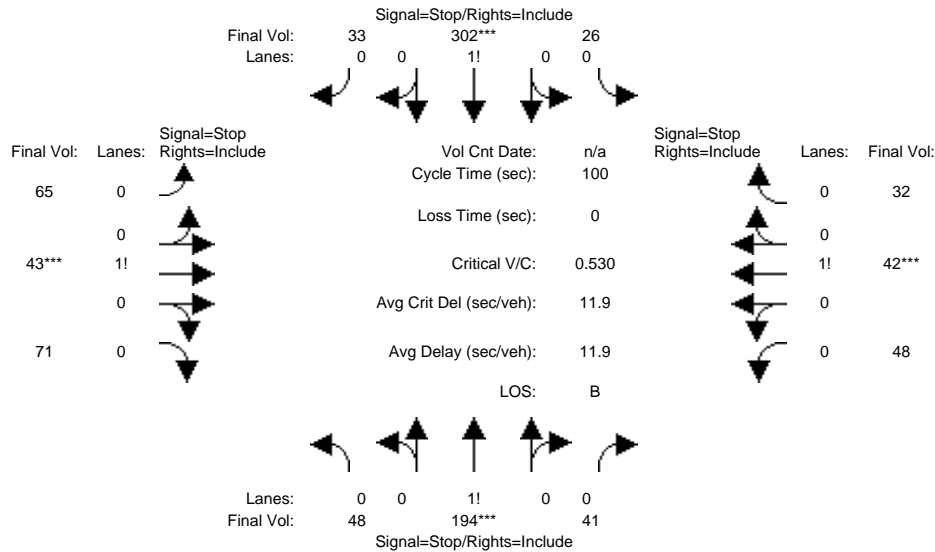 Signal=Stop/Rights=Include
Final Vol: 33 302*** 26
Lanes: 0 0 1! 0 0
Signal=Stop Signal=Stop
Final Vol: Lanes: Rights=Include Vol Cnt Date: n/a Rights=Include Lanes: Final Vol:
Cycle Time (sec): 100
65 0 0 32
Loss Time (sec): 0
0 0
43*** 1! Critical V/C: 0.530 1! 42***
0 Avg Crit Del (sec/veh): 11.9 0
71 0 Avg Delay (sec/veh): 11.9 0 48
LOS: B
Lanes: 0 0 1! 0 0
Final Vol: 48 194*** 41
Signal=Stop/Rights=Include